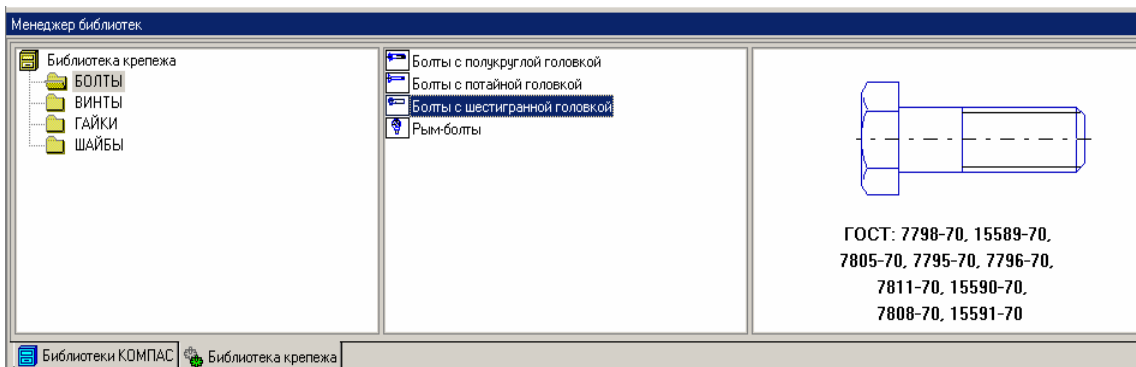 Менеджер библиотек
Библиотека крепежа
БОЛТЫ
ВИНТЫ
ГАЙКИ
ШАЙБЫ
Болты с полукруглой головкой
Болты с потайной головкой
Болты с шестигранной головкой
Рым-болты
ГОСТ: 7798-70, 15589-70,
7805-70, 7795-70, 7796-70,
7811-70, 15590-70,
7808-70, 15591-70
Библиотеки КОМПАС
Библиотека крепежа